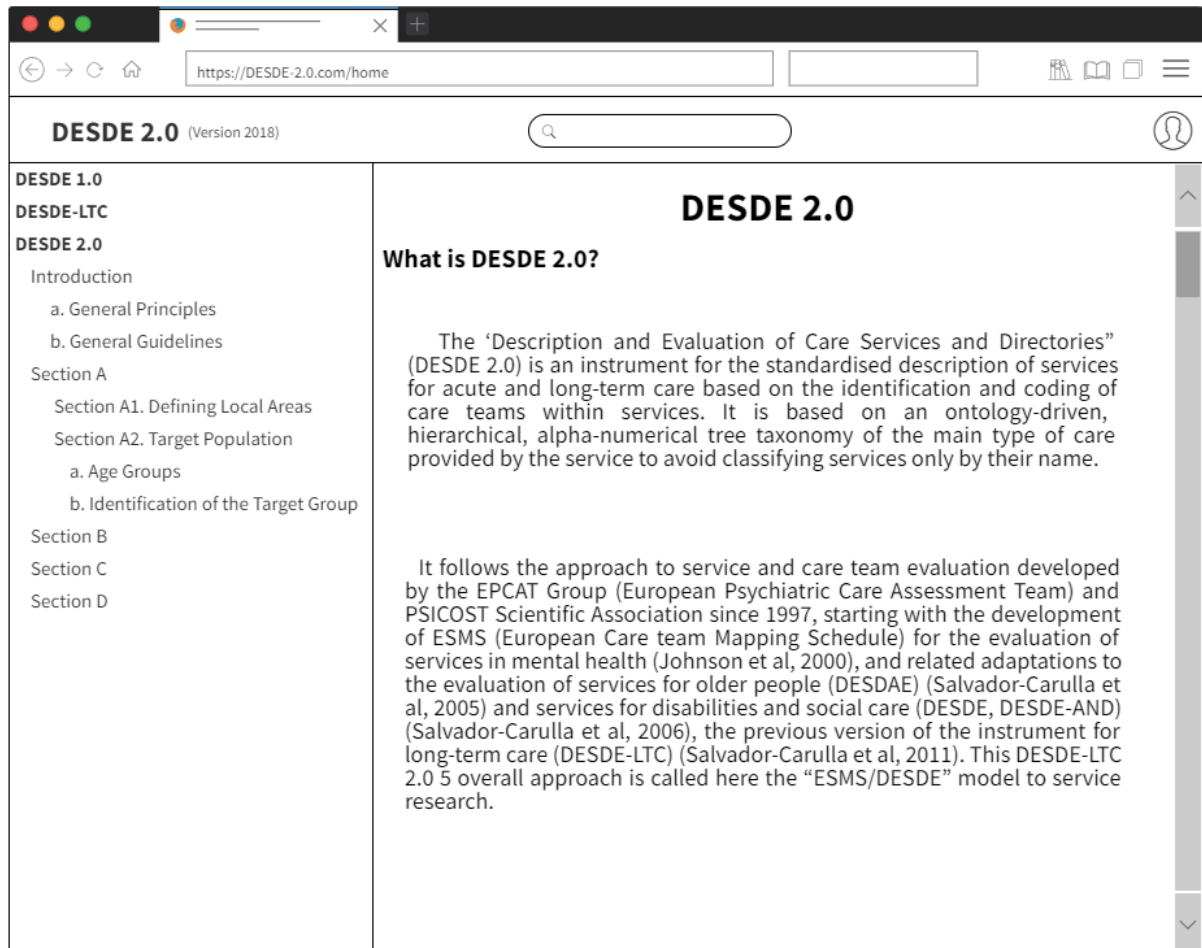 https://DESDE-2.0.com/home
DESDE 2.0 (Version 2018)
DESDE 1.0
DESDE-LTC
DESDE 2.0
Introduction
a. General Principles
b. General Guidelines
Section A
Section A1. Defining Local Areas
Section A2. Target Population
a. Age Groups
b. Identification of the Target Group
Section B
Section C
Section D
DESDE 2.0
What is DESDE 2.0?
The ‘Description and Evaluation of Care Services and Directories”
(DESDE 2.0) is an instrument for the standardised description of services
for acute and long-term care based on the identification and coding of
care teams within services. It is based on an ontology-driven,
hierarchical, alpha-numerical tree taxonomy of the main type of care
provided by the service to avoid classifying services only by their name.
It follows the approach to service and care team evaluation developed
by the EPCAT Group (European Psychiatric Care Assessment Team) and
PSICOST Scientific Association since 1997, starting with the development
of ESMS (European Care team Mapping Schedule) for the evaluation of
services in mental health (Johnson et al, 2000), and related adaptations to
the evaluation of services for older people (DESDAE) (Salvador-Carulla et
al, 2005) and services for disabilities and social care (DESDE, DESDE-AND)
(Salvador-Carulla et al, 2006), the previous version of the instrument for
long-term care (DESDE-LTC) (Salvador-Carulla et al, 2011). This DESDE-LTC
2.0 5 overall approach is called here the “ESMS/DESDE” model to service
research.